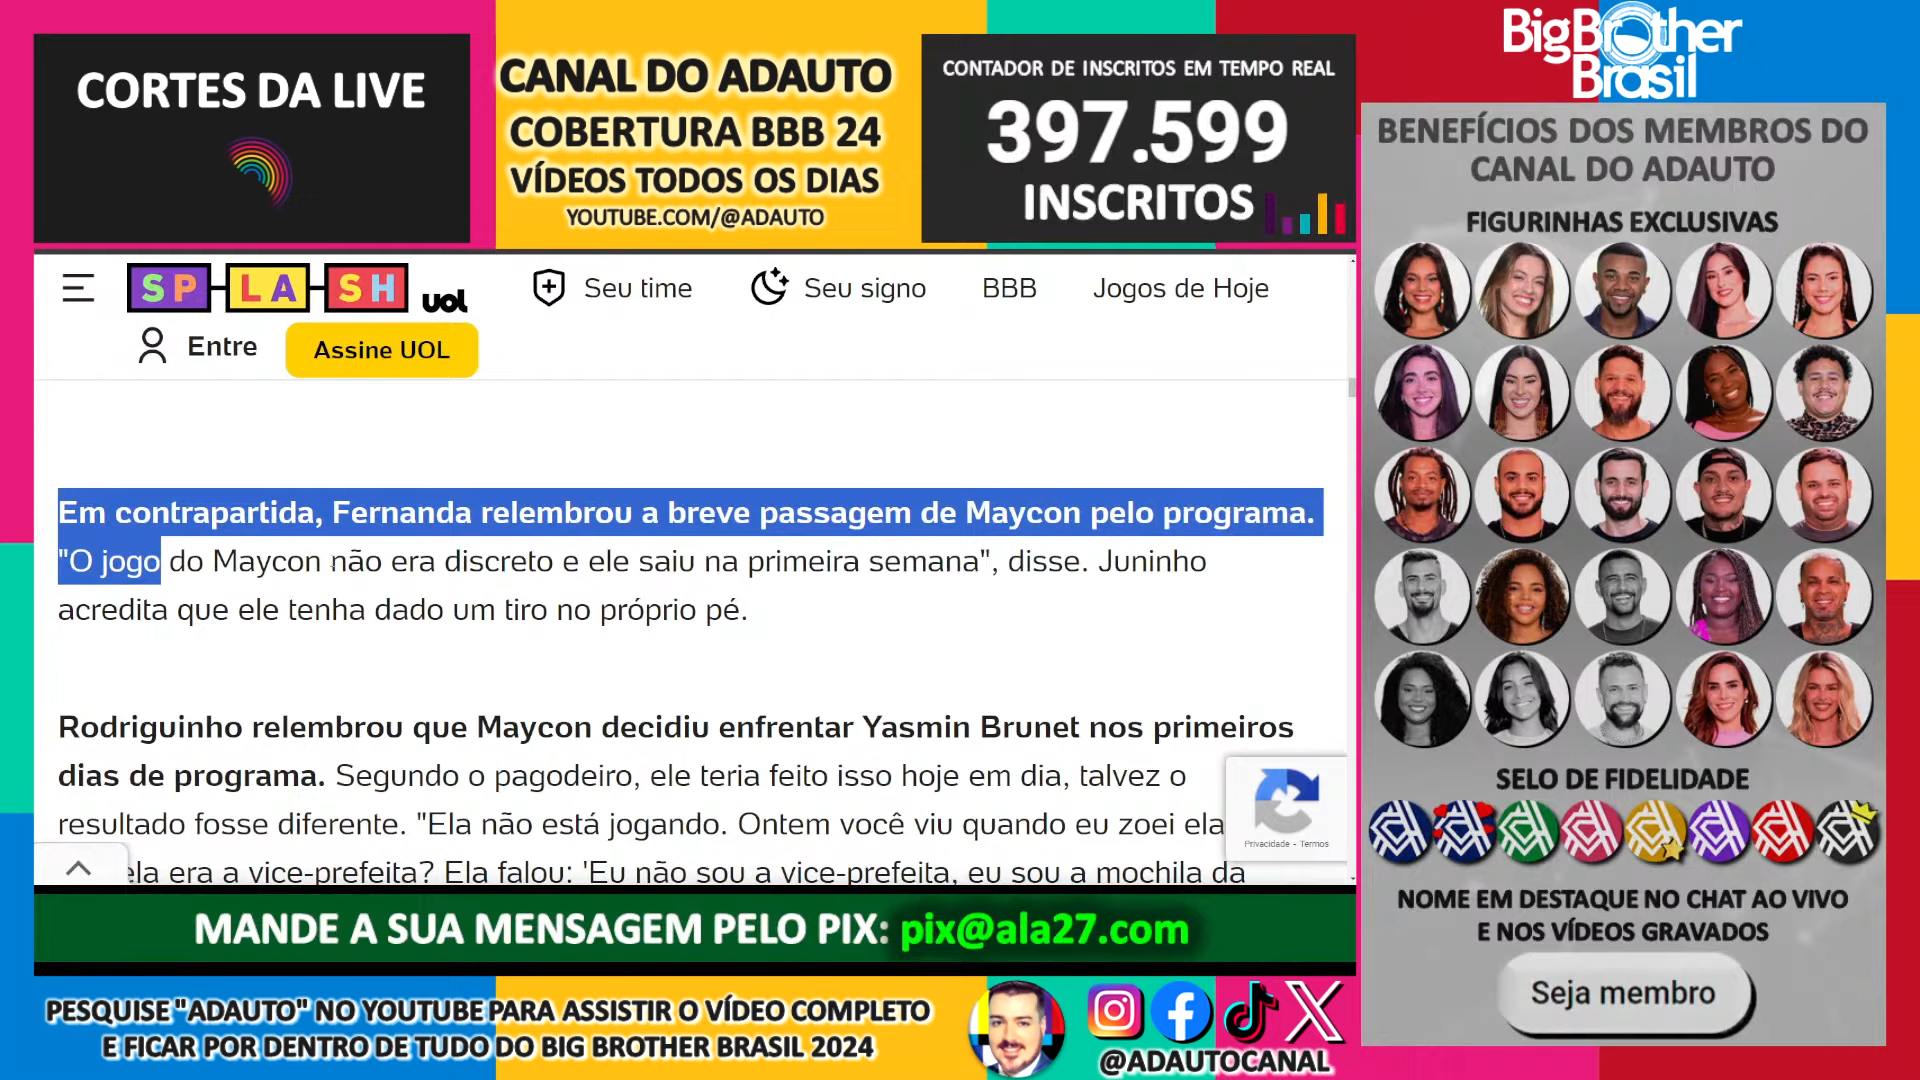 CORTES DA LIVE
CANAL DO ADAUTO
COBERTURA BBB 24
VÍDEOS TODOS OS DIAS
YOUTUBE.COM/@ADAUTO
CONTADOR DE INSCRITOS EM TEMPO REAL
397.599
INSCRITOS
BigBrother
Brasil
BENEFÍCIOS DOS MEMBROS DO
CANAL DO ADAUTO
FIGURINHAS EXCLUSIVAS
SPLASH uol
Seu time
Seu signo
BBB
Jogos de Hoje
Entre
Assine UOL
Em contrapartida, Fernanda relembrou a breve passagem de Maycon pelo programa.
"O jogo do Maycon não era discreto e ele saiu na primeira semana", disse. Juninho
acredita que ele tenha dado um tiro no próprio pé.
Rodriguinho relembrou que Maycon decidiu enfrentar Yasmin Brunet nos primeiros
dias de programa. Segundo o pagodeiro, ele teria feito isso hoje em dia, talvez o
resultado fosse diferente. "Ela não está jogando. Ontem você viu quando eu zoei ela
ela era a vice-prefeita? Ela falou: 'Eu não sou a vice-prefeita, eu sou a mochila da
Privacidade - Termos
SELO DE FIDELIDADE
NOME EM DESTAQUE NO CHAT AO VIVO
E NOS VÍDEOS GRAVADOS
Seja membro
MANDE A SUA MENSAGEM PELO PIX: pix@ala27.com
PESQUISE "ADAUTO" NO YOUTUBE PARA ASSISTIR O VÍDEO COMPLETO
E FICAR POR DENTRO DE TUDO DO BIG BROTHER BRASIL 2024
@ADAUTOCANAL